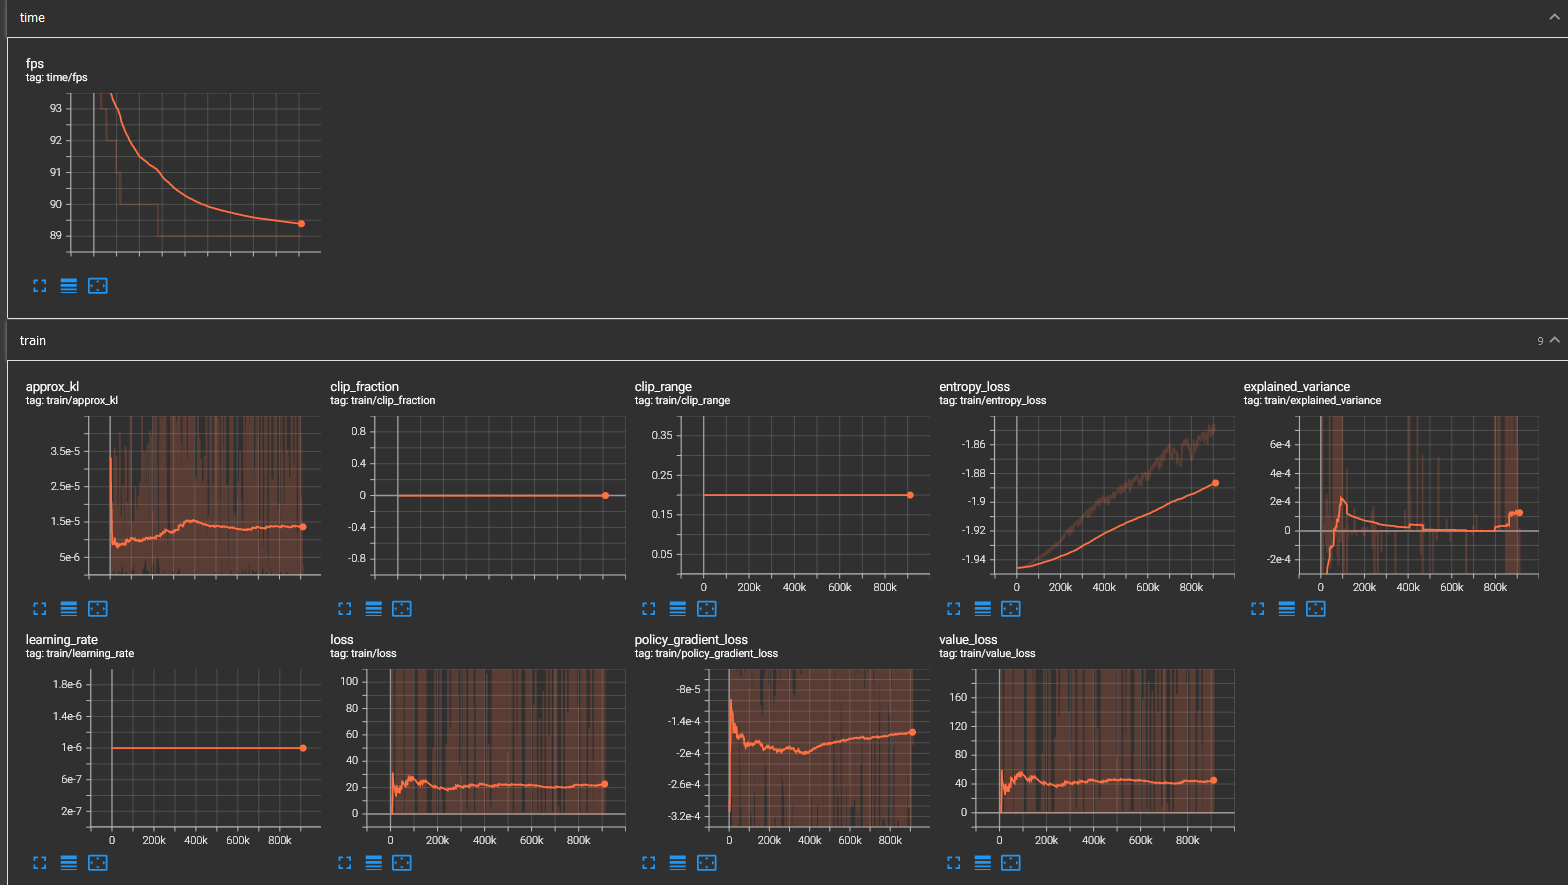 time
fps
tag: time/fps
93
92
91
90
89
train
9
approx_kl
tag: train/approx_kl
3.5e-5
2.5e-5
1.5e-5
5e-6
clip_fraction
tag: train/clip_fraction
0.8
0.4
0
-0.4
-0.8
clip_range
tag: train/clip_range
0.35
0.25
0.15
0.05
0 200k 400k 600k 800k
entropy_loss
tag: train/entropy_loss
-1.86
-1.88
-1.9
-1.92
-1.94
0 200k 400k 600k 800k
explained_variance
tag: train/explained_variance
6e-4
4e-4
2e-4
0
-2e-4
0 200k 400k 600k 800k
learning_rate
tag: train/learning_rate
1.8e-6
1.4e-6
1e-6
6e-7
2e-7
0 200k 400k 600k 800k
loss
tag: train/loss
100
80
60
40
20
0
0 200k 400k 600k 800k
policy_gradient_loss
tag: train/policy_gradient_loss
-8e-5
-1.4e-4
-2e-4
-2.6e-4
-3.2e-4
0 200k 400k 600k 800k
value_loss
tag: train/value_loss
160
120
80
40
0
0 200k 400k 600k 800k